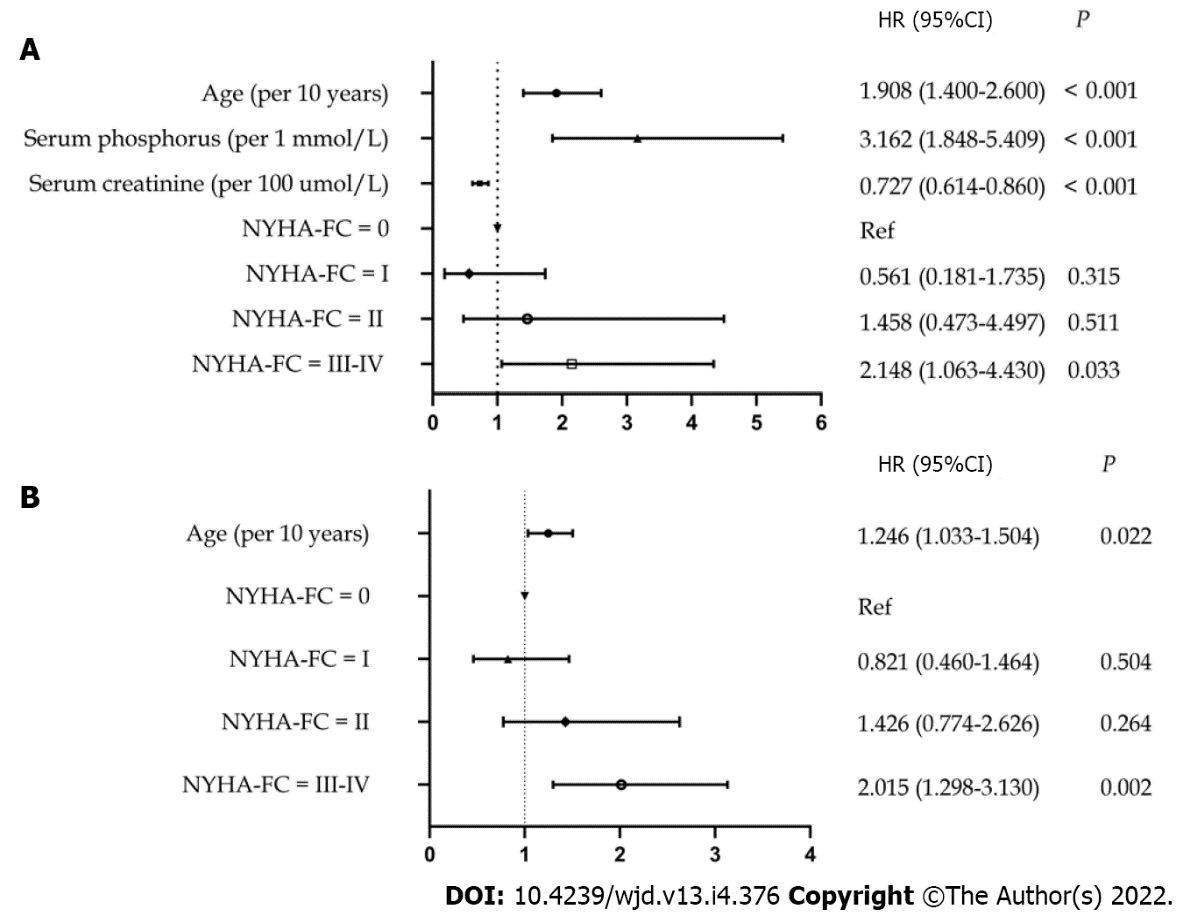 HR (95%CI) P
A
Age (per 10 years) 1.908 (1.400-2.600) < 0.001
Serum phosphorus (per 1 mmol/L) 3.162 (1.848-5.409) < 0.001
Serum creatinine (per 100 umol/L) 0.727 (0.614-0.860) < 0.001
NYHA-FC = 0 Ref
NYHA-FC = I 0.561 (0.181-1.735) 0.315
NYHA-FC = II 1.458 (0.473-4.497) 0.511
NYHA-FC = III-IV 2.148 (1.063-4.430) 0.033
0 1 2 3 4 5 6
HR (95%CI) P
B
Age (per 10 years) 1.246 (1.033-1.504) 0.022
NYHA-FC = 0 Ref
NYHA-FC = I 0.821 (0.460-1.464) 0.504
NYHA-FC = II 1.426 (0.774-2.626) 0.264
NYHA-FC = III-IV 2.015 (1.298-3.130) 0.002
0 1 2 3 4
DOI: 10.4239/wjd.v13.i4.376 Copyright ©The Author(s) 2022.